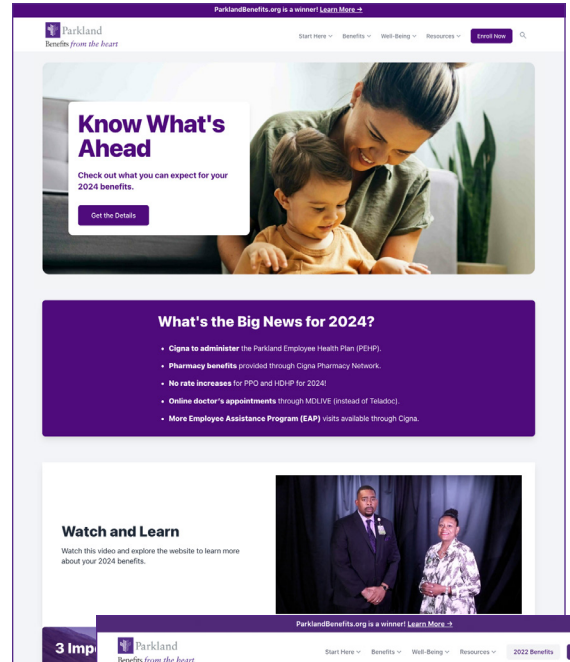 ParklandBenefits.org is a winner! Learn More →
Parkland
Benefits from the heart
Start Here Benefits Well-Being Resources Enroll Now
Know What's
Ahead
Check out what you can expect for your
2024 benefits.
Get the Details
What's the Big News for 2024?
• Cigna to administer the Parkland Employee Health Plan (PEHP).
• Pharmacy benefits provided through Cigna Pharmacy Network.
• No rate increases for PPO and HDHP for 2024!
• Online doctor's appointments through MDLIVE (instead of Teladoc).
• More Employee Assistance Program (EAP) visits available through Cigna.
Watch and Learn
Watch this video and explore the website to learn more
about your 2024 benefits.
3 Imp
ParklandBenefits.org is a winner! Learn More →
Parkland
Benefits from the heart
Start Here Benefits Well-Being Resources 2022 Benefits